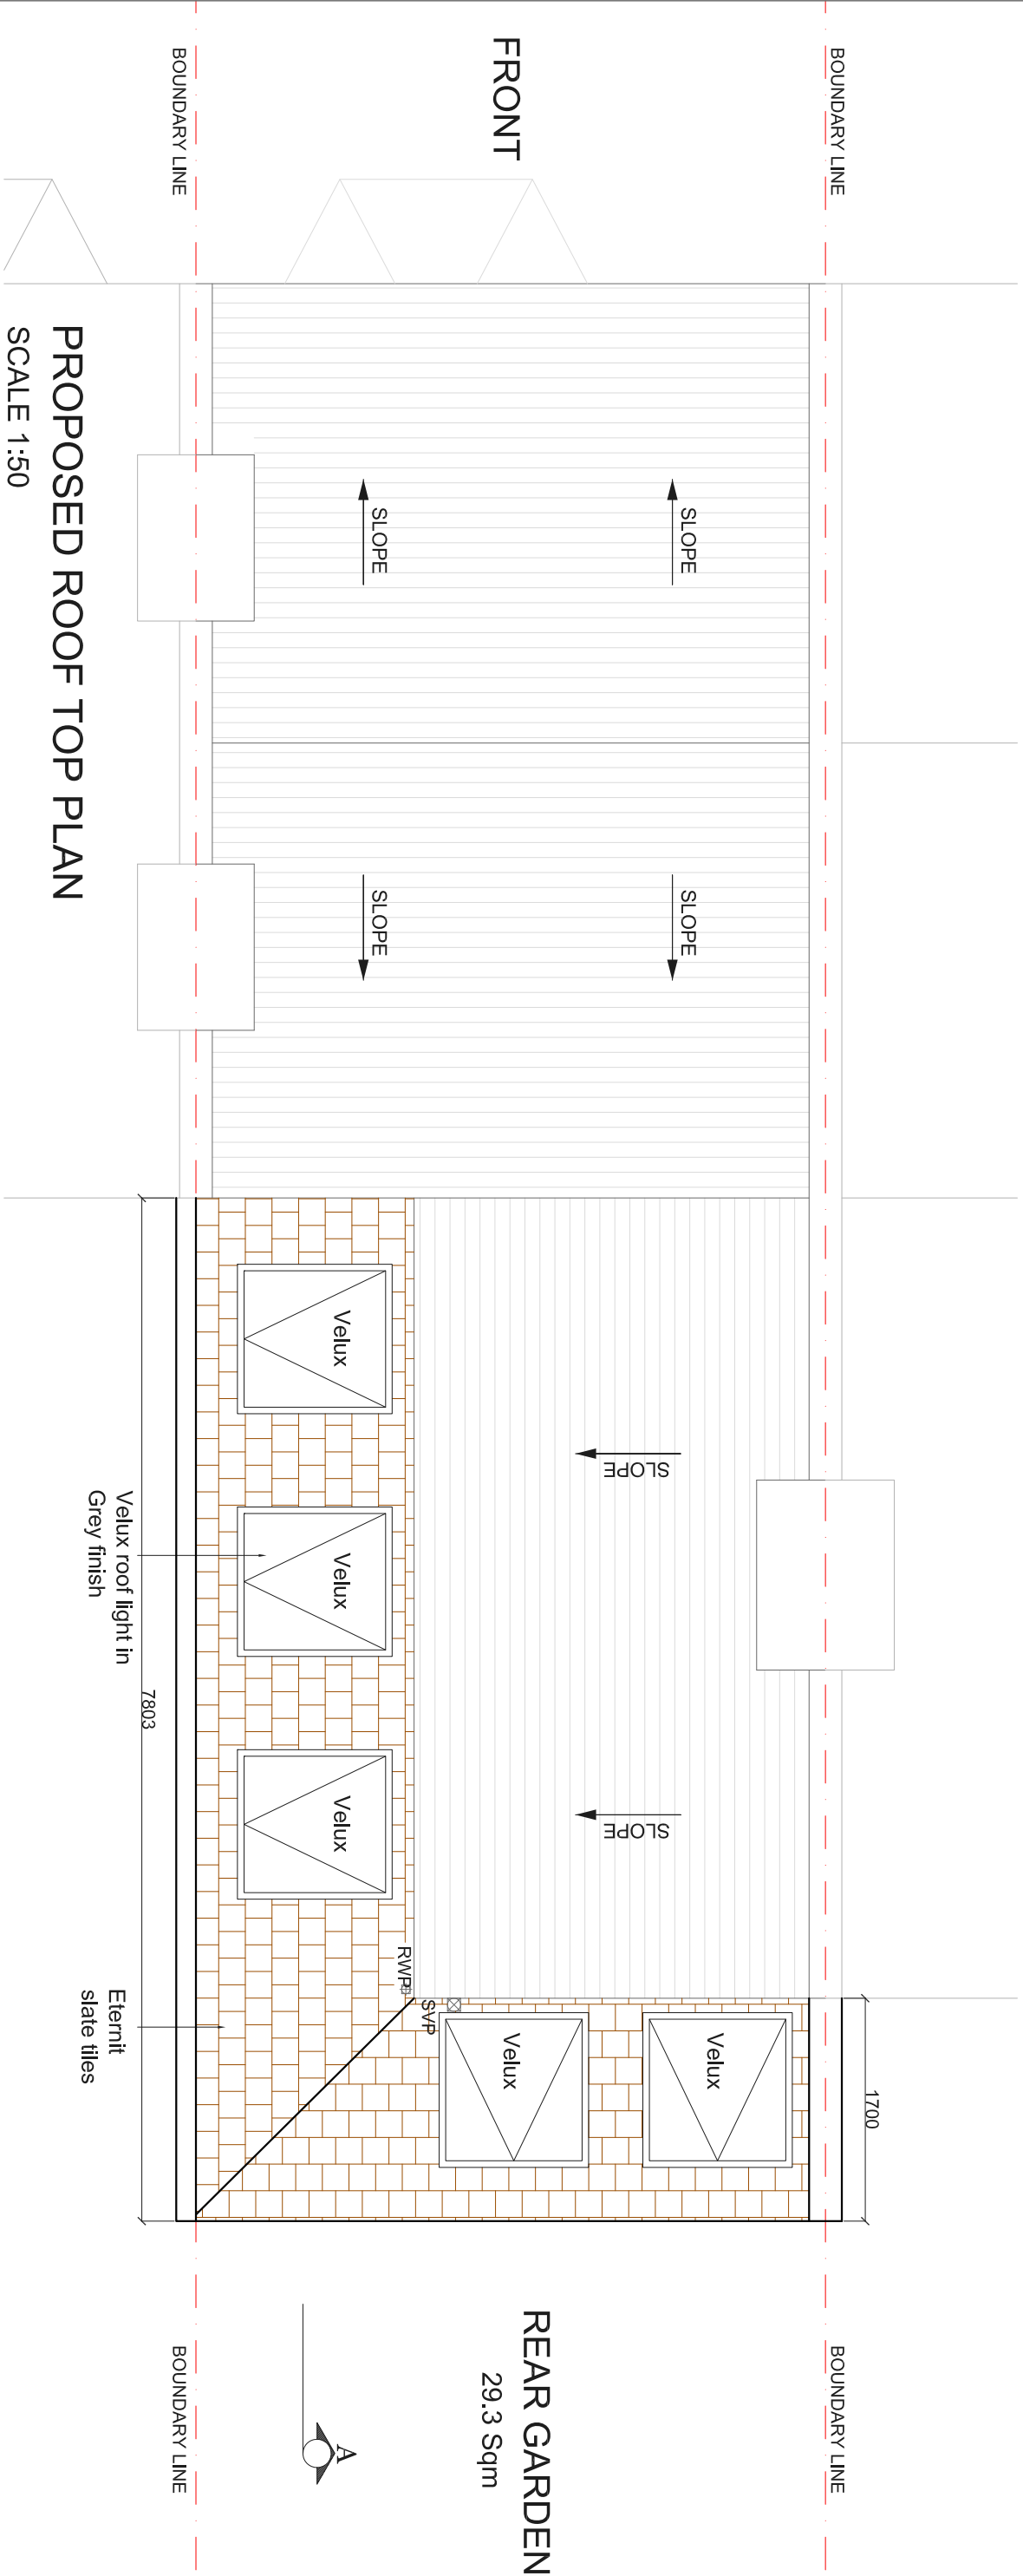 BOUNDARY LINE
BOUNDARY LINE
FRONT
SLOPE
SLOPE
SLOPE
SLOPE
SLOPE
SLOPE
Velux
Velux
Velux
Velux
Velux
RWP
SVP
1700
7803
Velux roof light in
Grey finish
Eternit
slate tiles
REAR GARDEN
29.3 Sqm
A
BOUNDARY LINE
BOUNDARY LINE
PROPOSED ROOF TOP PLAN
SCALE 1:50